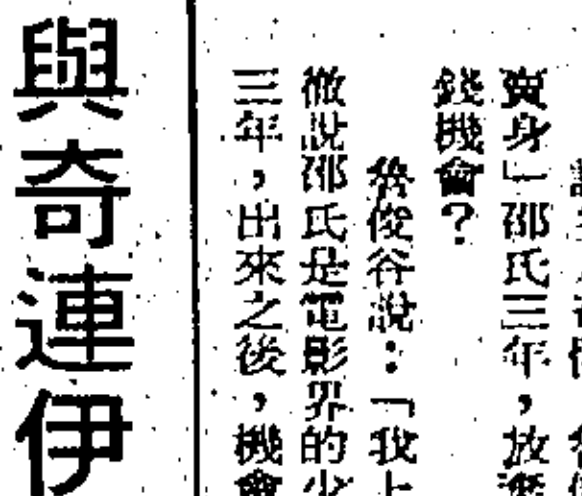 賣身」邵氏三年，放
錢機會？
魯俊谷說：「我上
徹說邵氏是電影界的少
三年，出來之後，機會
與奇連伊